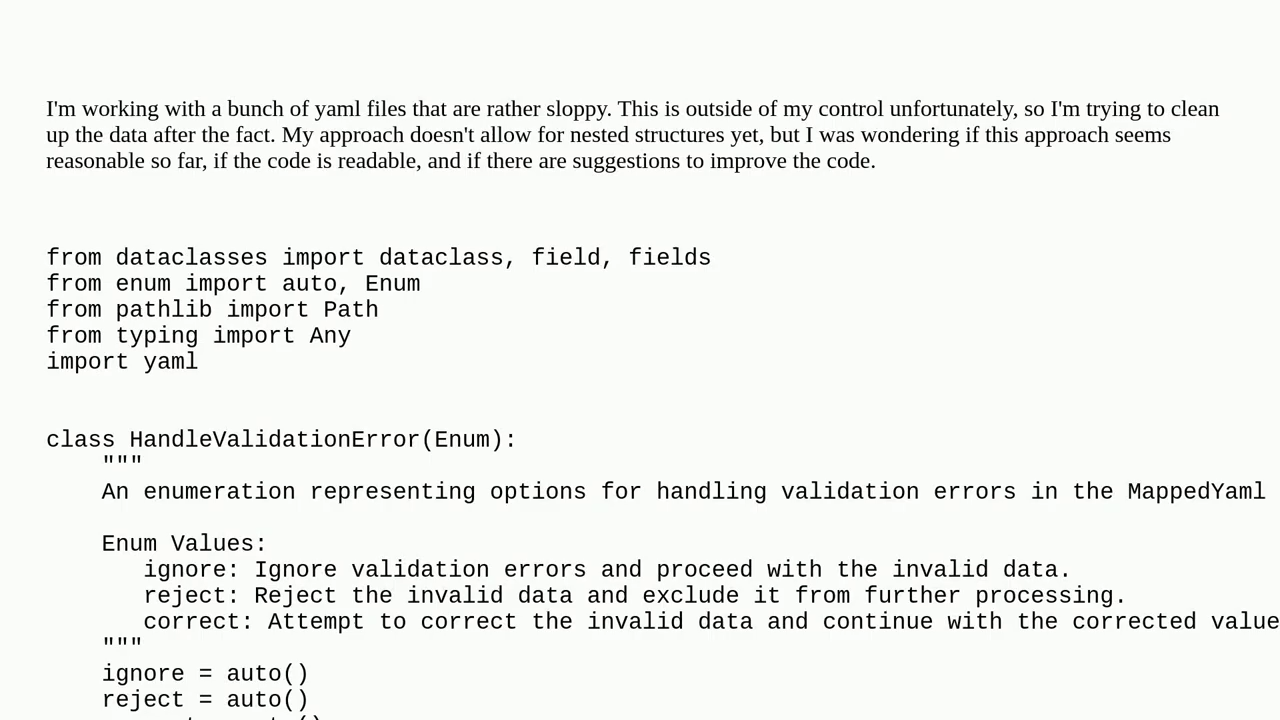 I'm working with a bunch of yaml files that are rather sloppy. This is outside of my control unfortunately, so I'm trying to clean
up the data after the fact. My approach doesn't allow for nested structures yet, but I was wondering if this approach seems
reasonable so far, if the code is readable, and if there are suggestions to improve the code.
from dataclasses import dataclass, field, fields
from enum import auto, Enum
from pathlib import Path
from typing import Any
import yaml
class HandleValidationError(Enum):
    """
    An enumeration representing options for handling validation errors in the MappedYaml
    Enum Values:
       ignore: Ignore validation errors and proceed with the invalid data.
       reject: Reject the invalid data and exclude it from further processing.
       correct: Attempt to correct the invalid data and continue with the corrected value
    """
    ignore = auto()
    reject = auto()